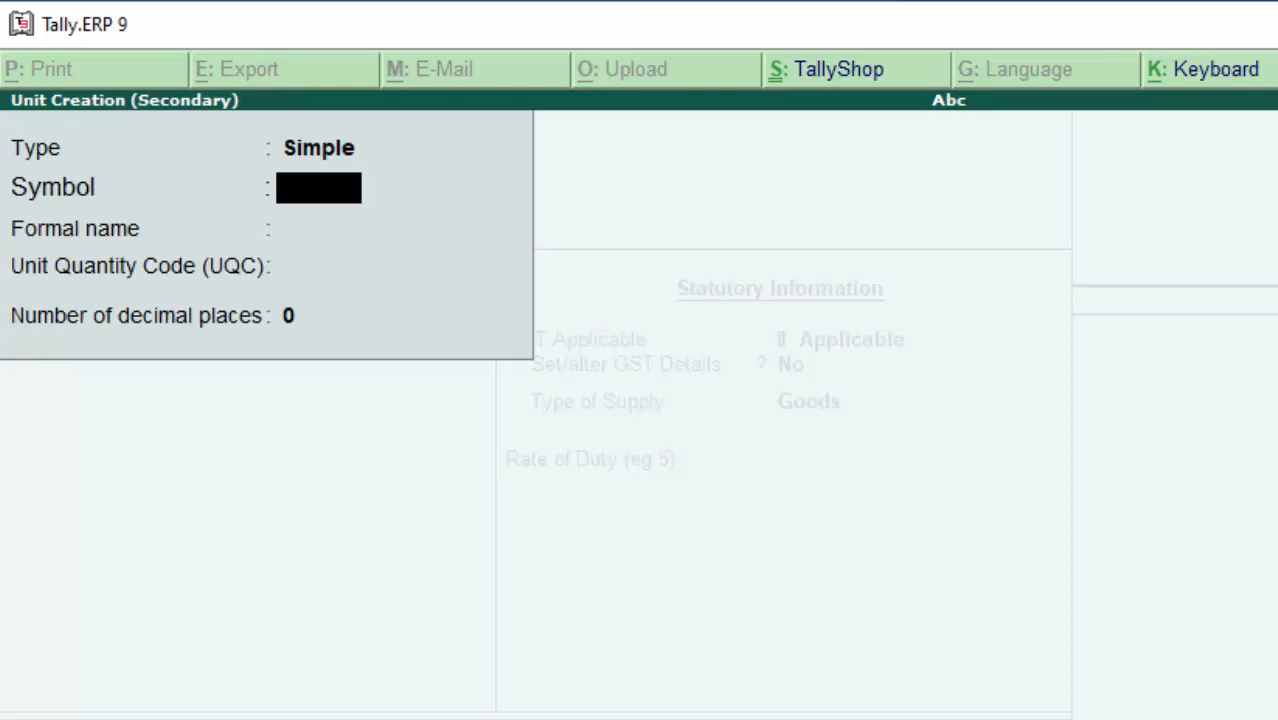 Tally.ERP 9
P: Print E: Export M: E-Mail O: Upload S: TallyShop G: Language K: Keyboard
Unit Creation (Secondary) Abc
Type : Simple
Symbol :
Formal name :
Unit Quantity Code (UQC):
Number of decimal places : 0
Statutory Information
T Applicable Applicable
Set/alter GST Details ? No
Type of Supply Goods
Rate of Duty (eg 5)